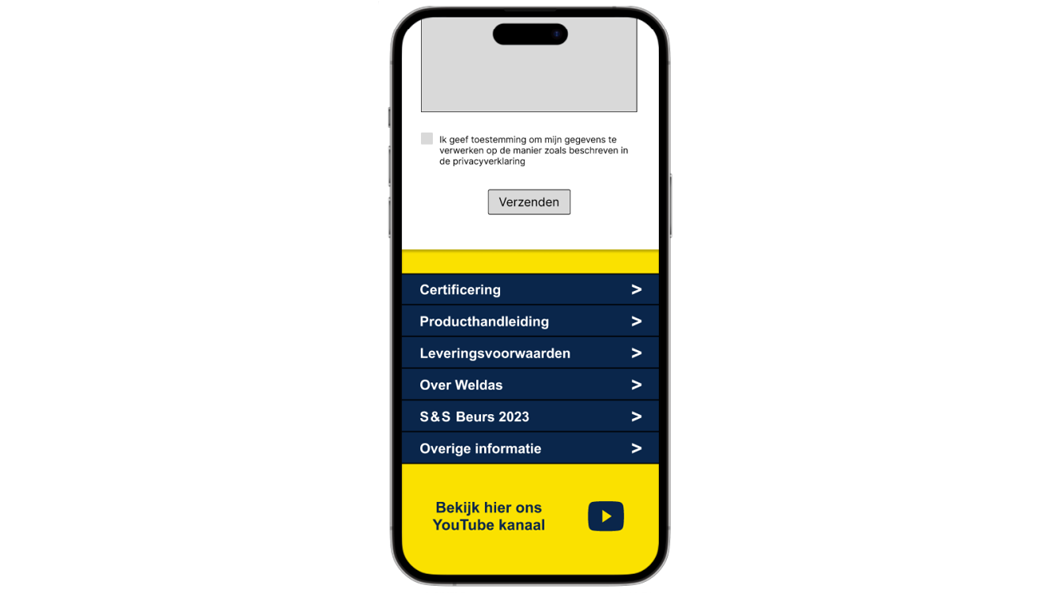 Ik geef toestemming om mijn gegevens te
verwerken op de manier zoals beschreven in
de privacyverklaring
Verzenden
Certificering >
Producthandleiding >
Leveringsvoorwaarden >
Over Weldas >
S&S Beurs 2023 >
Overige informatie >
Bekijk hier ons
YouTube kanaal